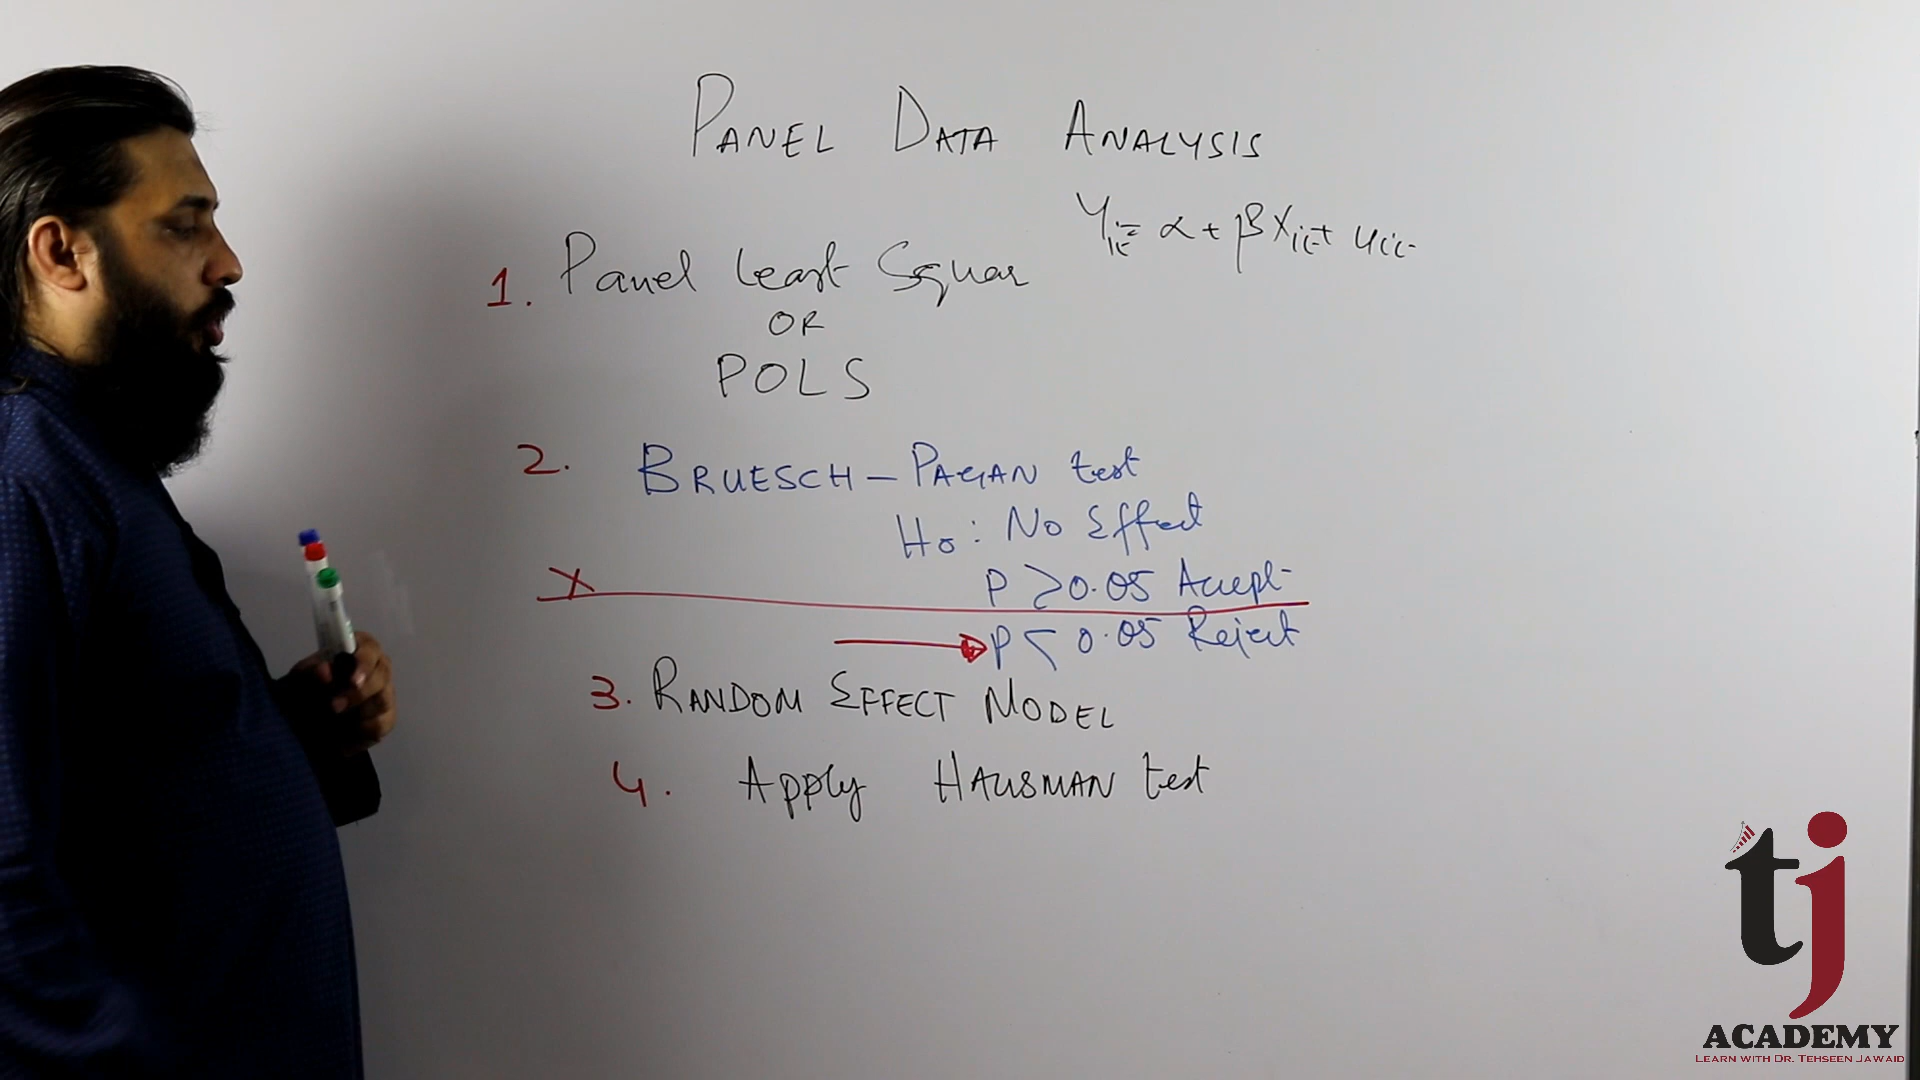 PANEL DATA ANALYSIS
Yit = α + βXit + uit
1. Panel Least Squar
OR
POLS
2. BRUESCH - PAGAN test
Ho: No Effect
X P > 0.05 Accept
P < 0.05 Reject
3. RANDOM EFFECT MODEL
4. Apply HAUSMAN test
tj
ACADEMY
LEARN WITH DR. TEHSEEN JAWAID